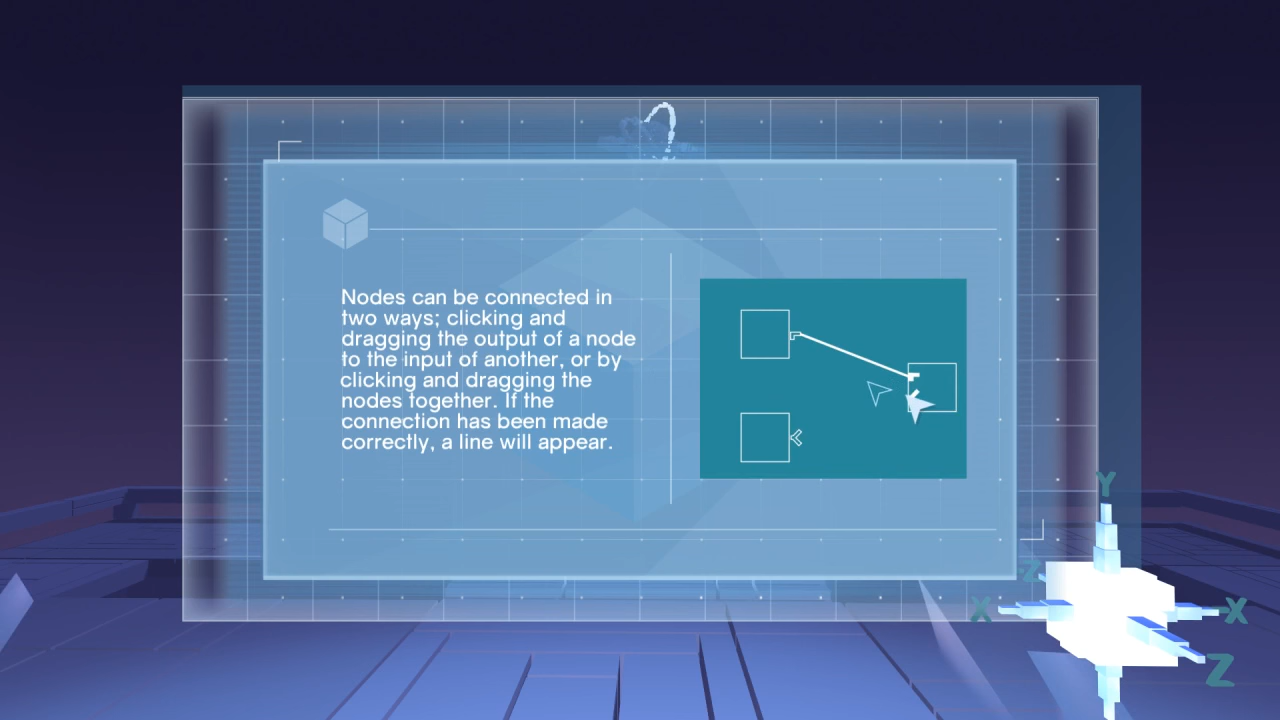 Nodes can be connected in
two ways; clicking and
dragging the output of a node
to the input of another, or by
clicking and dragging the
nodes together. If the
connection has been made
correctly, a line will appear.
Y
Z
X
X
Z